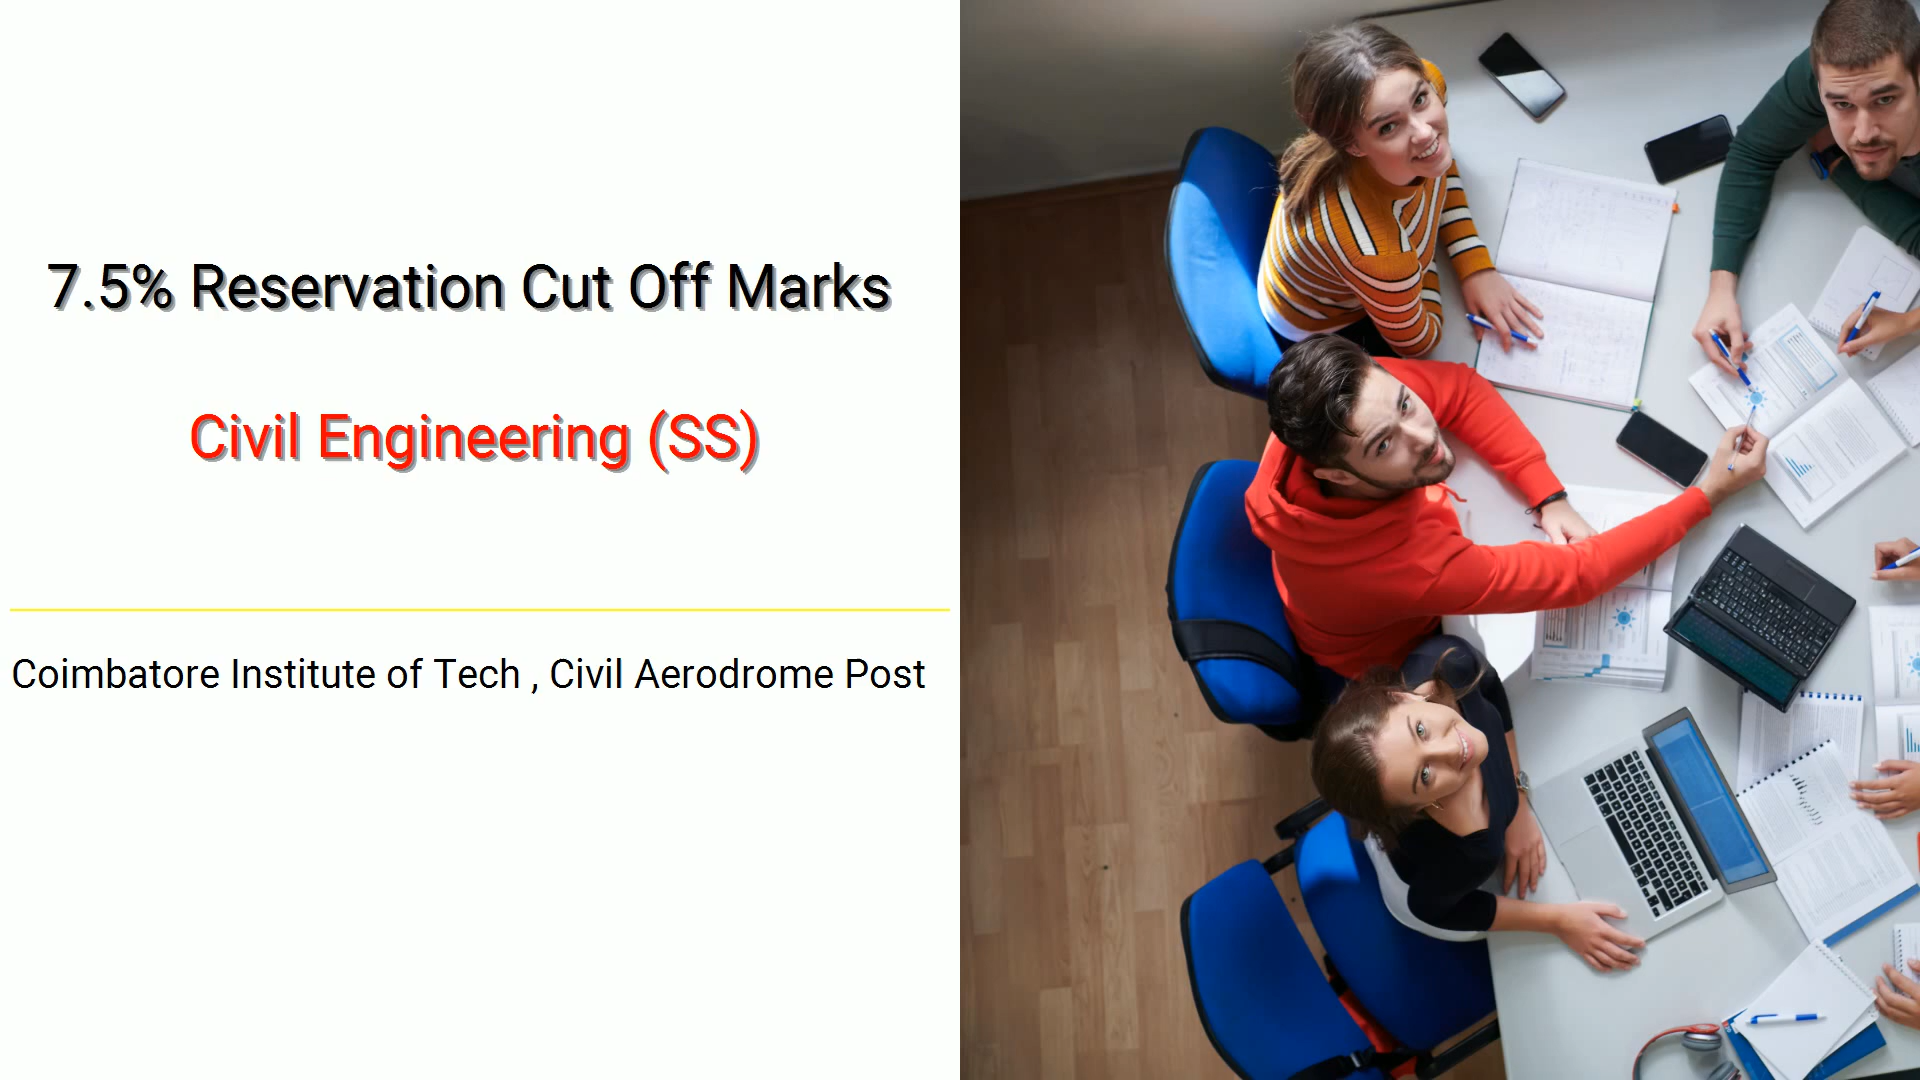 7.5% Reservation Cut Off Marks
Civil Engineering (SS)
Coimbatore Institute of Tech , Civil Aerodrome Post